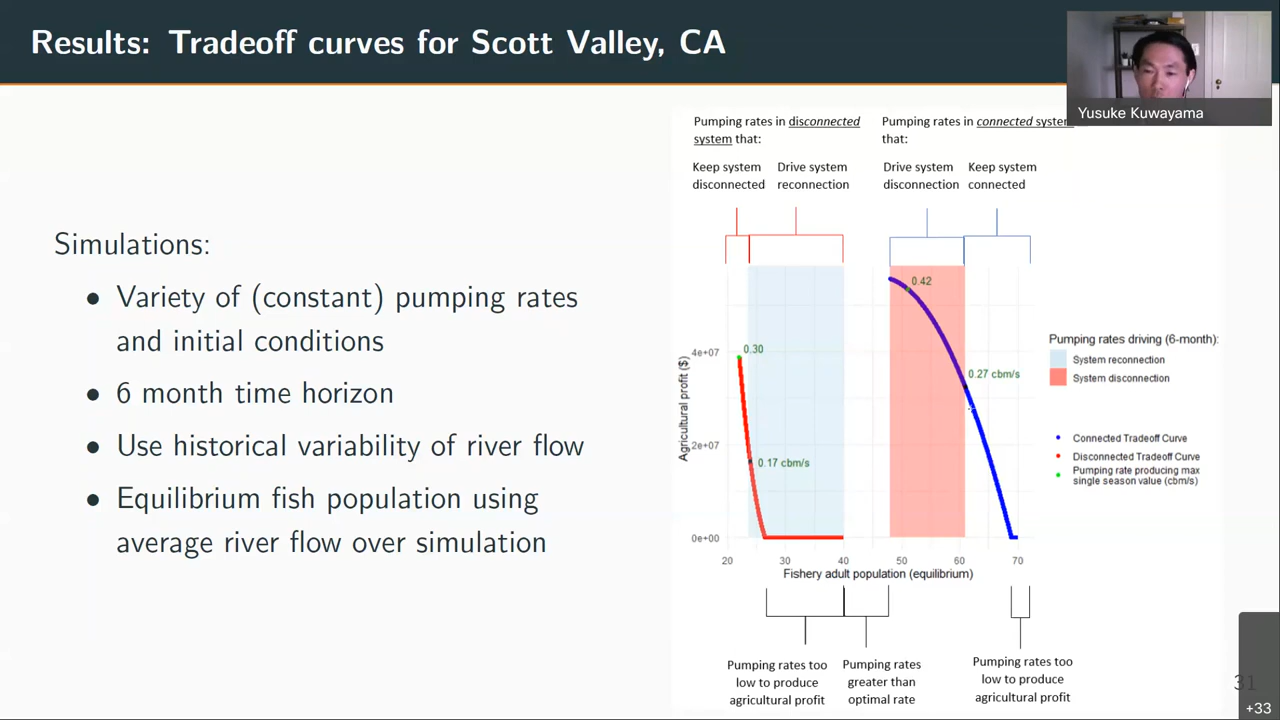 Results: Tradeoff curves for Scott Valley, CA
Yusuke Kuwayama
Simulations:
• Variety of (constant) pumping rates
and initial conditions
• 6 month time horizon
• Use historical variability of river flow
• Equilibrium fish population using
average river flow over simulation
Pumping rates in disconnected
system that:
Pumping rates in connected system
that:
Keep system
disconnected
Drive system
reconnection
Drive system
disconnection
Keep system
connected
0.42
0.30
0.27 cbm/s
0.17 cbm/s
Agricultural profit ($)
4e+07
2e+07
0e+00
20 30 40 50 60 70
Fishery adult population (equilibrium)
Pumping rates driving (6-month):
System reconnection
System disconnection
Connected Tradeoff Curve
Disconnected Tradeoff Curve
Pumping rate producing max
single season value (cbm/s)
Pumping rates too
low to produce
agricultural profit
Pumping rates
greater than
optimal rate
Pumping rates too
low to produce
agricultural profit
31
+33